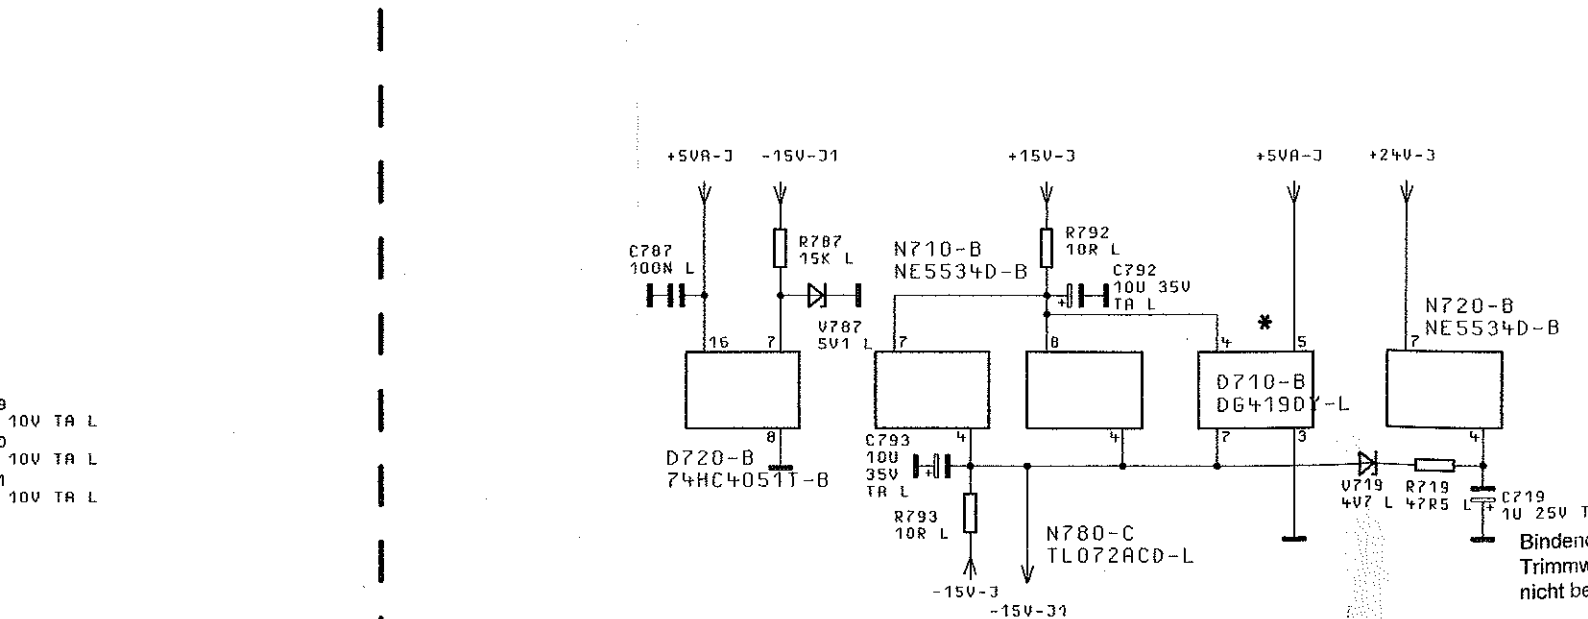 +5VA-J
-15V-J1
+15V-J
+5VA-J
+24V-J
C787
100N L
R787
15K L
V787
5V1 L
16
7
8
D720-B
74HC4051T-B
N710-B
NE5534D-B
7
4
R792
10R L
C792
10U 35V
TA L
8
4
*
4
5
D710-B
DG419DY-L
7
3
N720-B
NE5534D-B
7
4
9
10V TA L
0
10V TA L
1
10V TA L
C793
10U
35V
TA L
R793
10R L
N780-C
TL072ACD-L
-15V-J
-15V-J1
V719
4V7 L
R719
47R5 L
C719
1U 25V T
+
+
+
Bindend
Trimmw
nicht be